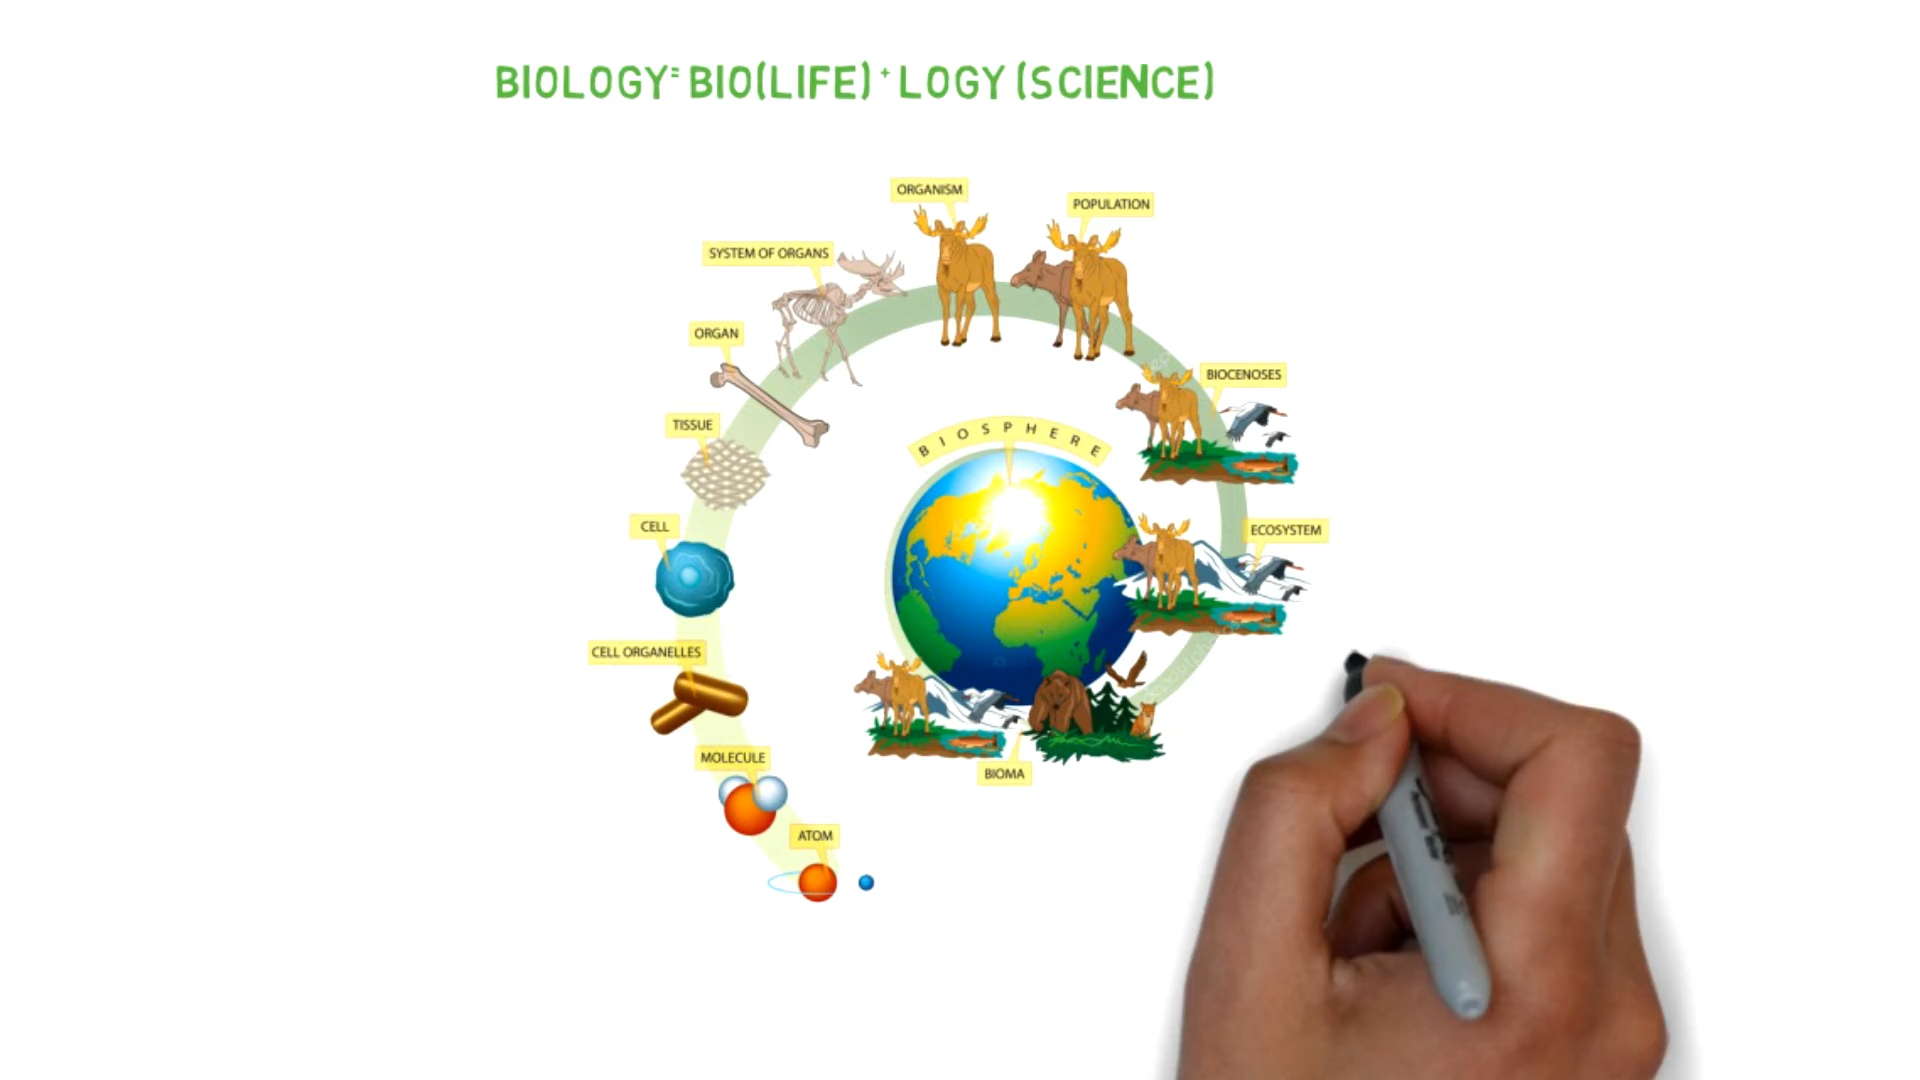 BIOLOGY=BIO(LIFE)+LOGY(SCIENCE)
ORGANISM
POPULATION
SYSTEM OF ORGANS
ORGAN
BIOCENOSES
TISSUE
BIOSPHERE
CELL
ECOSYSTEM
CELL ORGANELLES
MOLECULE
BIOMA
ATOM